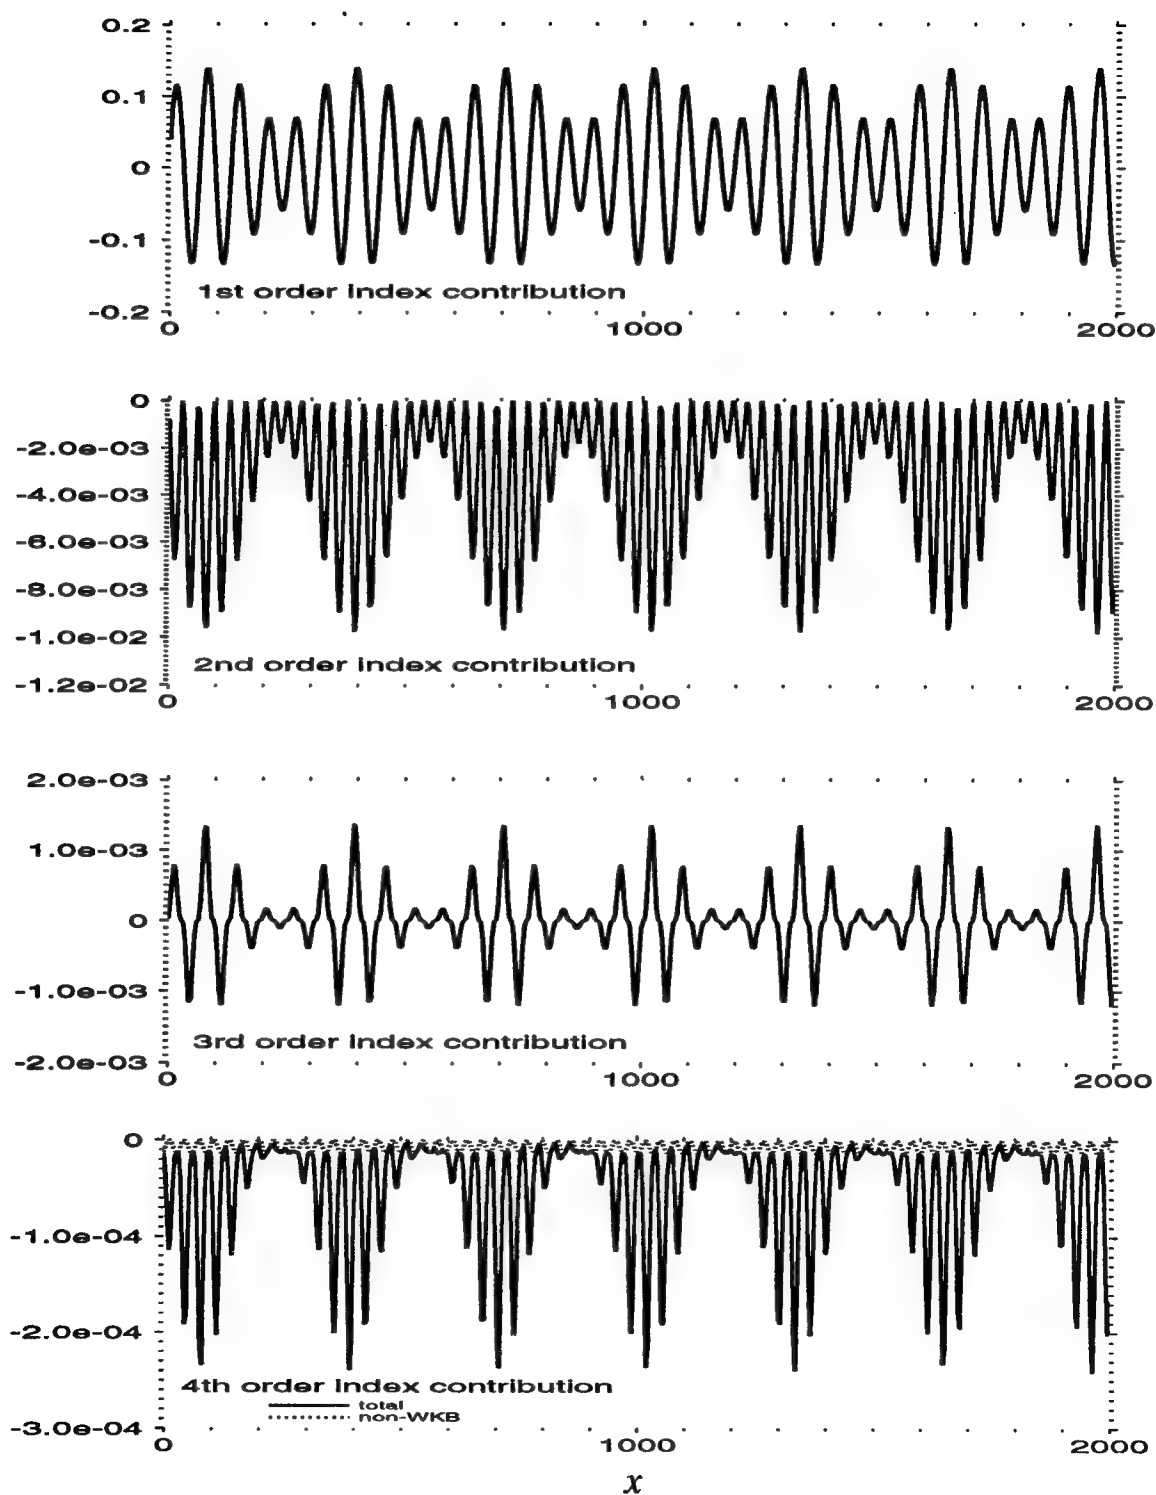 0.2
0.1
0
-0.1
-0.2
1st order index contribution
0 1000 2000
0
-2.0e-03
-4.0e-03
-6.0e-03
-8.0e-03
-1.0e-02
-1.2e-02
2nd order index contribution
0 1000 2000
2.0e-03
1.0e-03
0
-1.0e-03
-2.0e-03
3rd order index contribution
0 1000 2000
0
-1.0e-04
-2.0e-04
-3.0e-04
4th order index contribution
total
non-WKB
0 1000 2000
x